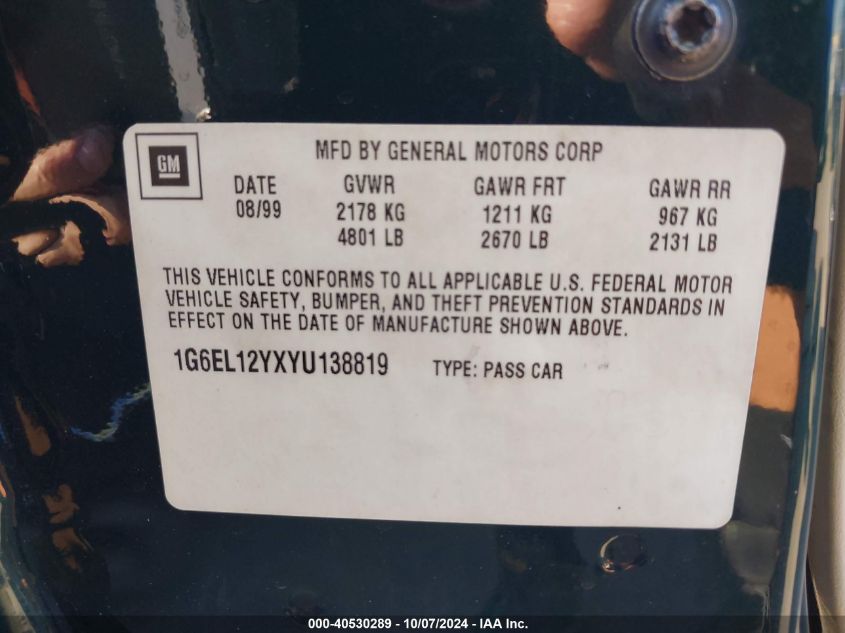 GM
MFD BY GENERAL MOTORS CORP
DATE GVWR GAWR FRT GAWR RR
08/99 2178 KG 1211 KG 967 KG
4801 LB 2670 LB 2131 LB
THIS VEHICLE CONFORMS TO ALL APPLICABLE U.S. FEDERAL MOTOR
VEHICLE SAFETY, BUMPER, AND THEFT PREVENTION STANDARDS IN
EFFECT ON THE DATE OF MANUFACTURE SHOWN ABOVE.
1G6EL12YXYU138819 TYPE: PASS CAR
000-40530289 - 10/07/2024 - IAA Inc.